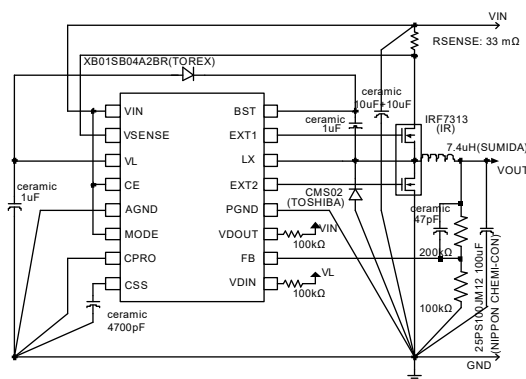 VIN
RSENSE: 33 mΩ
XB01SB04A2BR(TOREX)
ceramic
10uF+10uF
IRF7313
(IR)
ceramic
1uF
7.4uH(SUMIDA)
VOUT
VIN
VSENSE
VL
CE
AGND
MODE
CPRO
CSS
BST
EXT1
LX
EXT2
PGND
VDOUT
FB
VDIN
ceramic
1uF
CMS02
(TOSHIBA)
ceramic
47pF
VIN
100kΩ
200kΩ
VL
100kΩ
100kΩ
25PS100JM12 100uF
(NIPPON CHEMI-CON)
ceramic
4700pF
GND